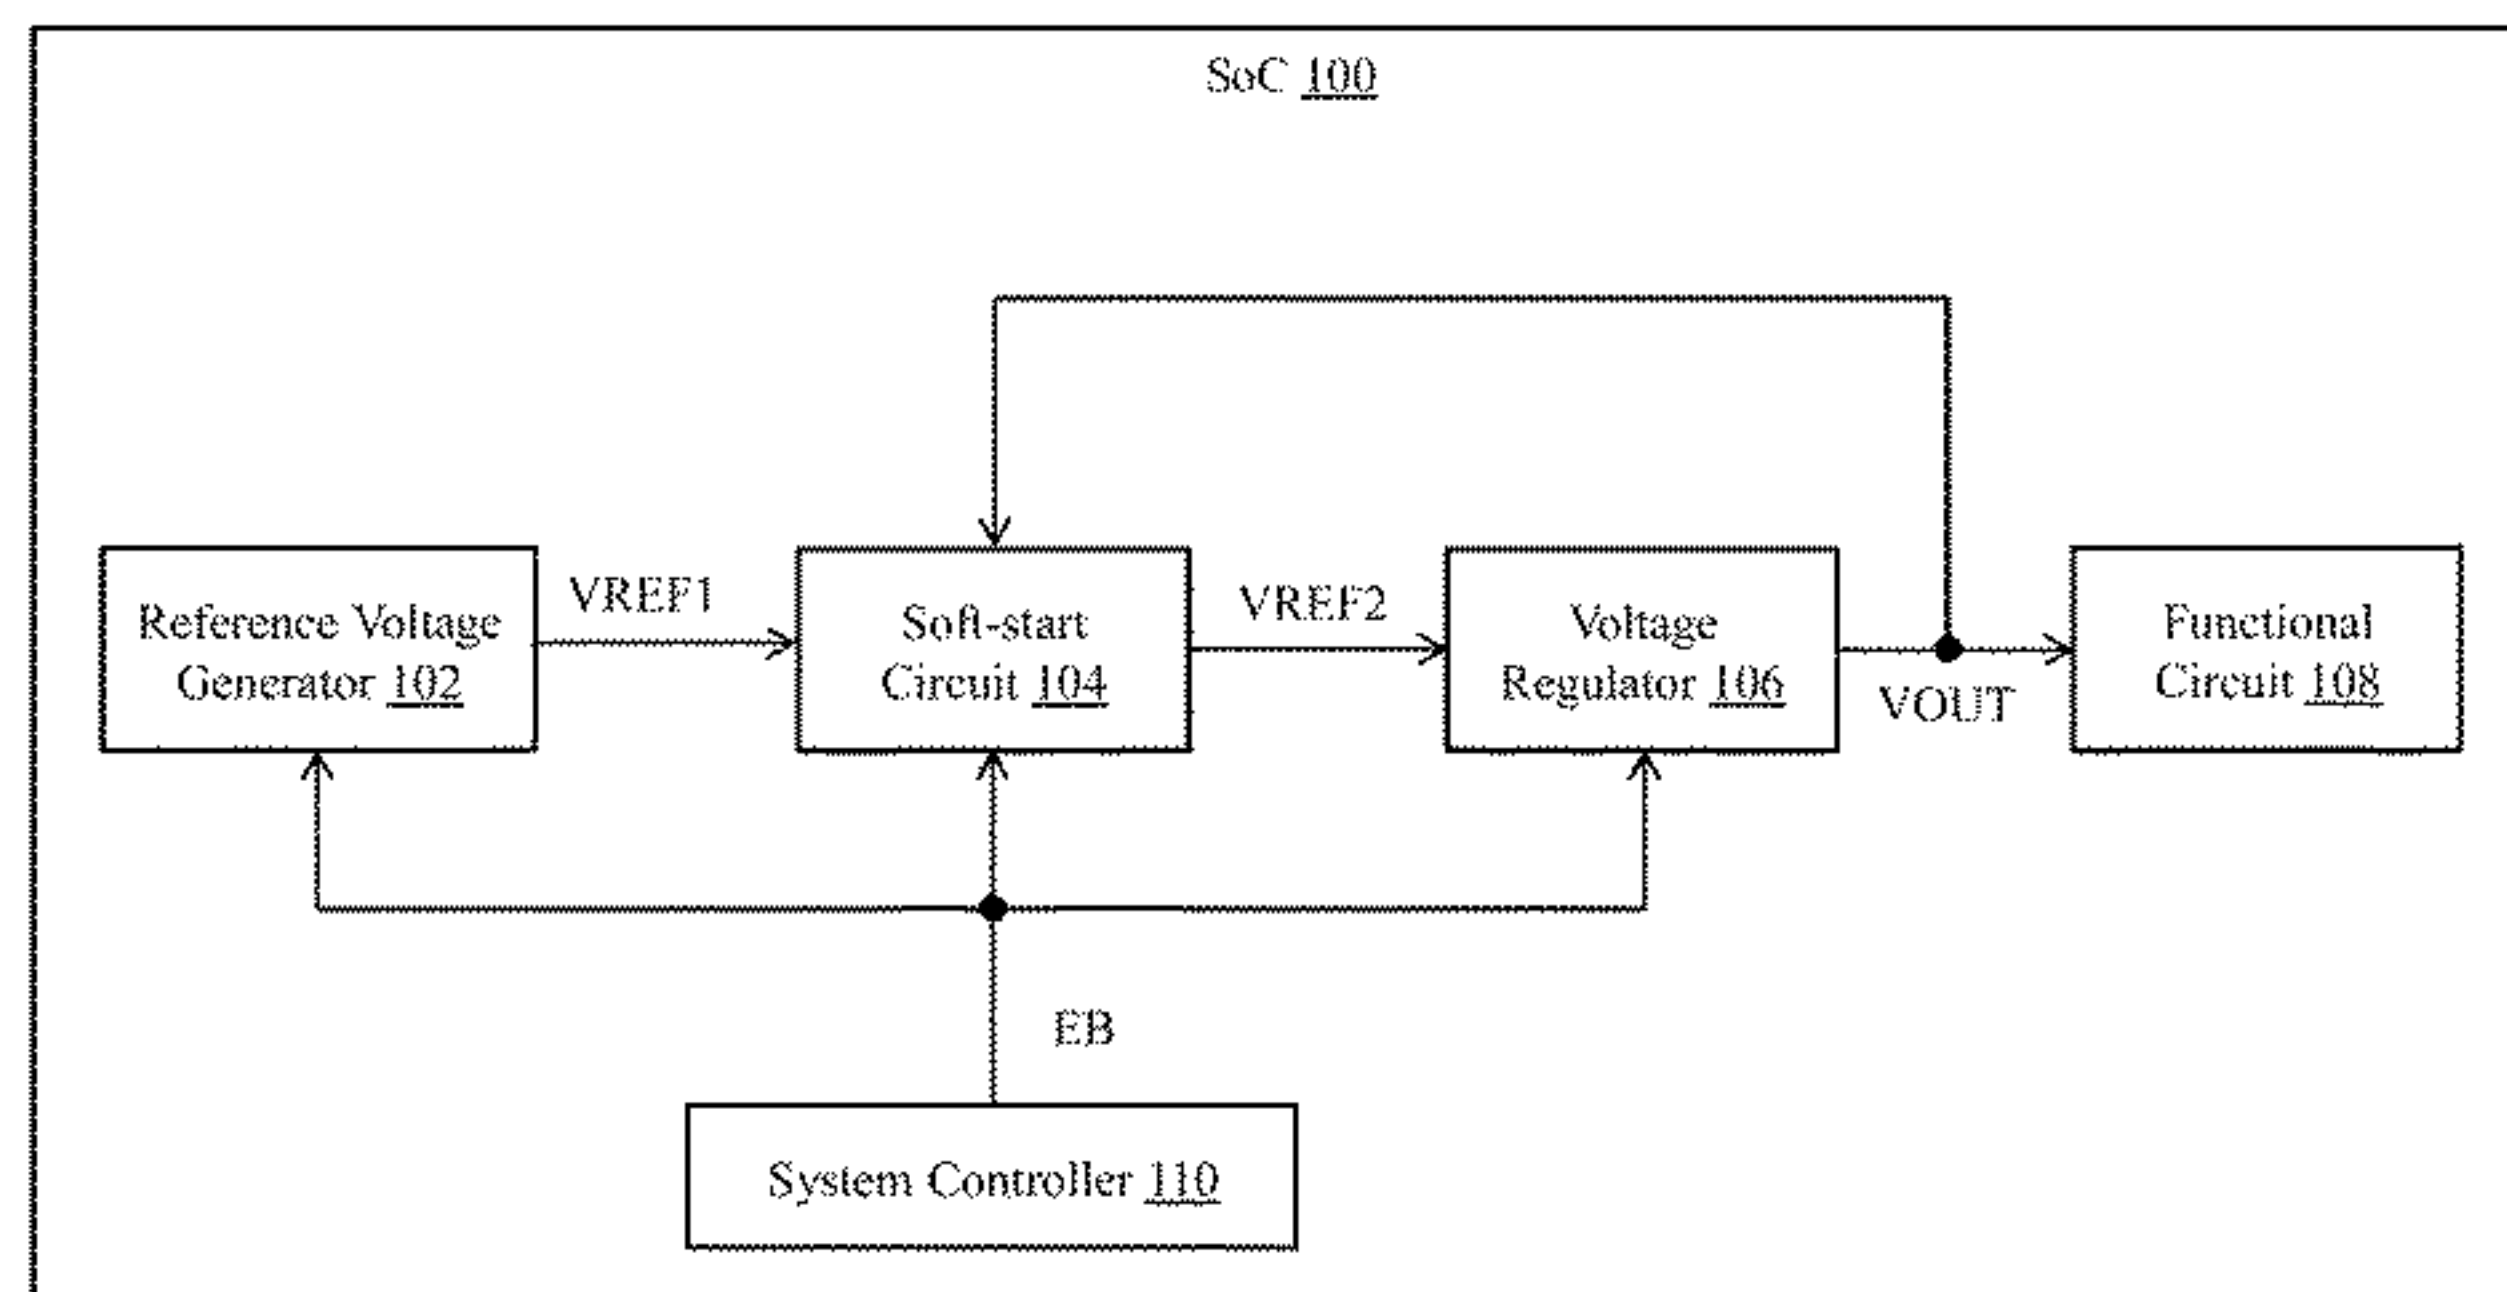 SoC 100
VREF1
VREF2
Reference Voltage
Generator 102
Soft-start
Circuit 104
Voltage
Regulator 106
VOUT
Functional
Circuit 108
EB
System Controller 110